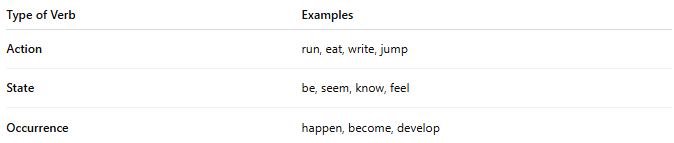 Type of Verb Examples
Action run, eat, write, jump
State be, seem, know, feel
Occurrence happen, become, develop